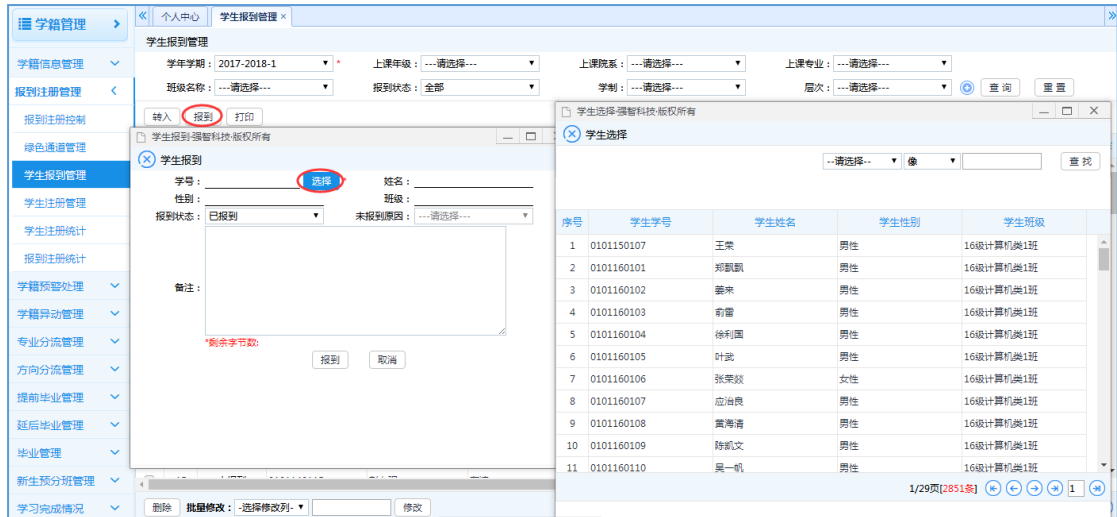 学籍管理
个人中心 学生报到管理 ×
学生报到管理
学年学期： 2017-2018-1 * 上课年级： ---请选择--- 上课院系： ---请选择--- 上课专业： ---请选择---
班级名称： ---请选择--- 报到状态： 全部 学制： ---请选择--- 层次： ---请选择--- 查询 重置
转入 报到 打印
学籍信息管理
报到注册管理
报到注册控制
绿色通道管理
学生报到管理
学生注册管理
学生注册统计
报到注册统计
学籍预警处理
学籍异动管理
专业分流管理
方向分流管理
提前毕业管理
延后毕业管理
毕业管理
新生预分班管理
学习完成情况
学生报到-强智科技-版权所有
学生报到
学号： 选择 * 姓名：
性别： 班级：
报到状态： 已报到 未报到原因： ---请选择---
备注：
*剩余字节数:
报到 取消
学生选择-强智科技-版权所有
学生选择
--请选择-- 像 查找
序号 学生学号 学生姓名 学生性别 学生班级
1 0101150107 王荣 男性 16级计算机类1班
2 0101160101 郑飘飘 男性 16级计算机类1班
3 0101160102 姜来 男性 16级计算机类1班
4 0101160103 俞雷 男性 16级计算机类1班
5 0101160104 徐利国 男性 16级计算机类1班
6 0101160105 叶武 男性 16级计算机类1班
7 0101160106 张荣燚 女性 16级计算机类1班
8 0101160107 应治良 男性 16级计算机类1班
9 0101160108 黄海清 男性 16级计算机类1班
10 0101160109 陈凯文 男性 16级计算机类1班
11 0101160110 吴一帆 男性 16级计算机类1班
1/29页[2851条] 1
删除 批量修改： -选择修改列- 修改